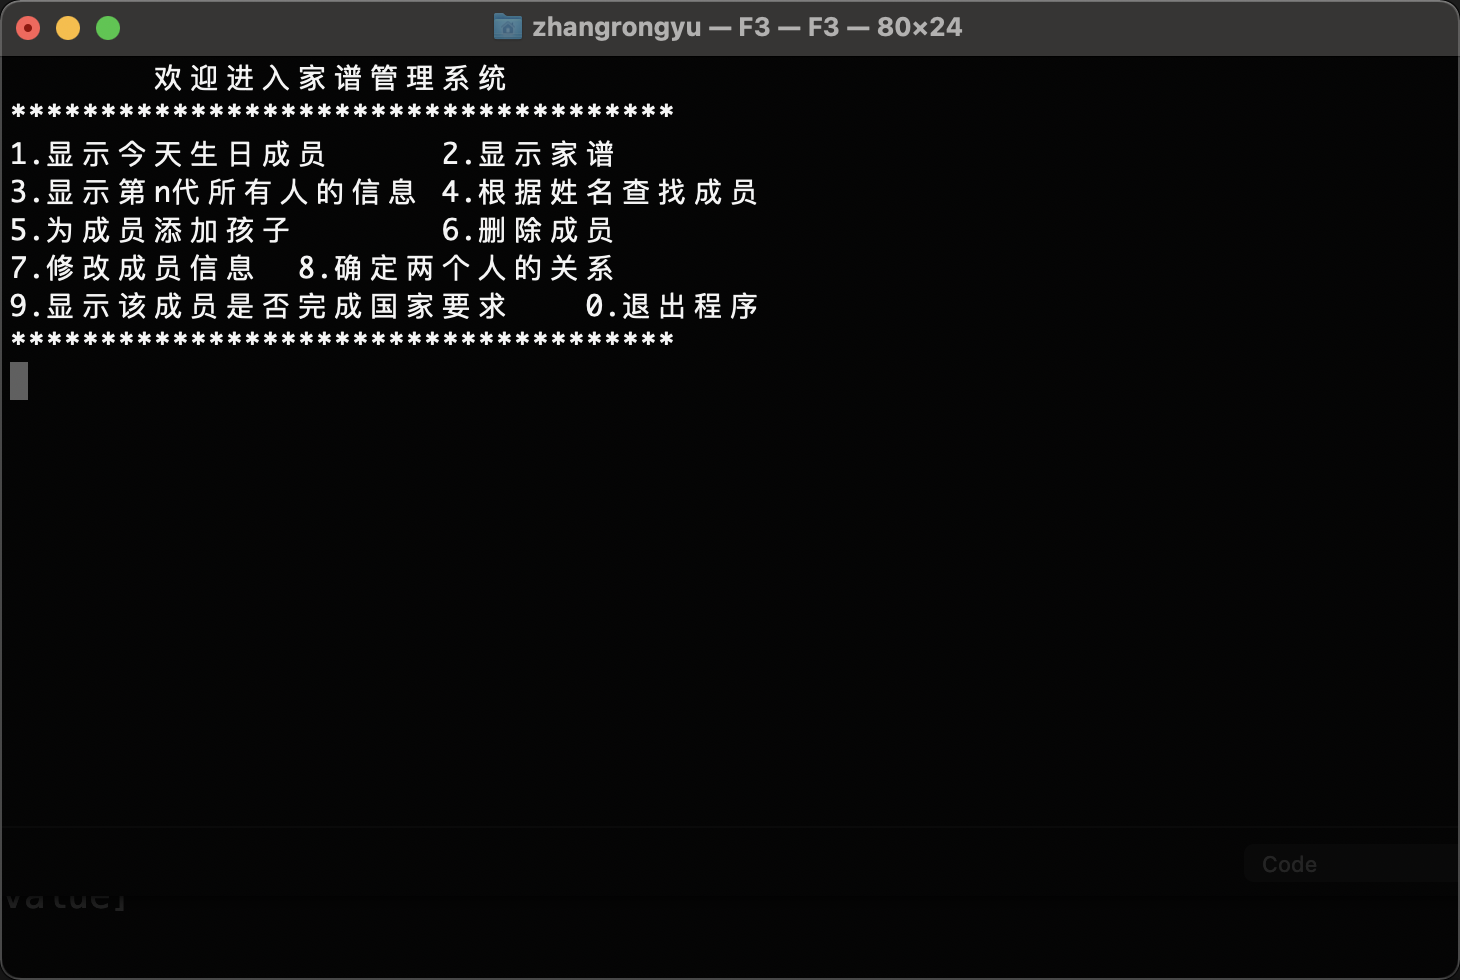 zhangrongyu — F3 — F3 — 80×24
欢迎进入家谱管理系统
*************************************
1.显示今天生日成员 2.显示家谱
3.显示第n代所有人的信息 4.根据姓名查找成员
5.为成员添加孩子 6.删除成员
7.修改成员信息 8.确定两个人的关系
9.显示该成员是否完成国家要求 0.退出程序
*************************************
Code
value]